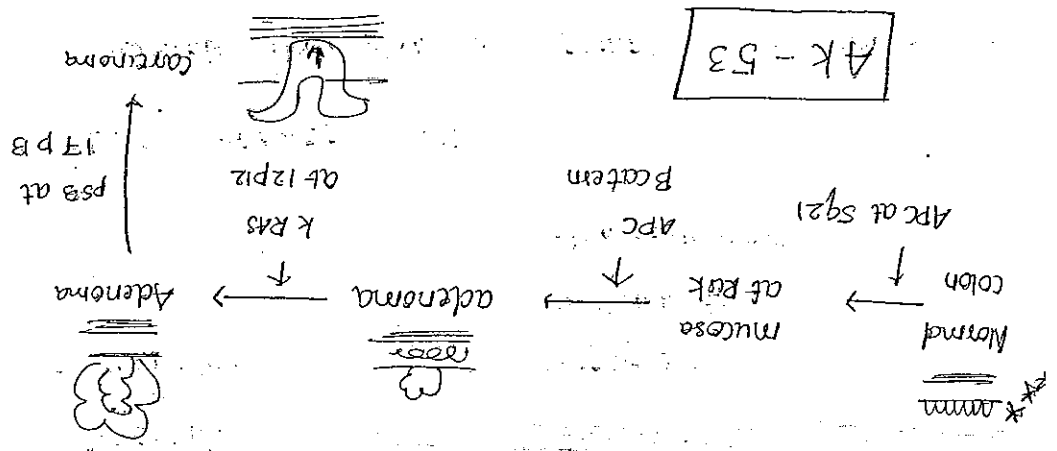 ***
Normal
colon
mucosa
at Risk
adenoma
Adenoma
APC at 5q21
APC
B catenin
k RAS
at 12p12
p53 at
17p13
Carcinoma
AK - 53